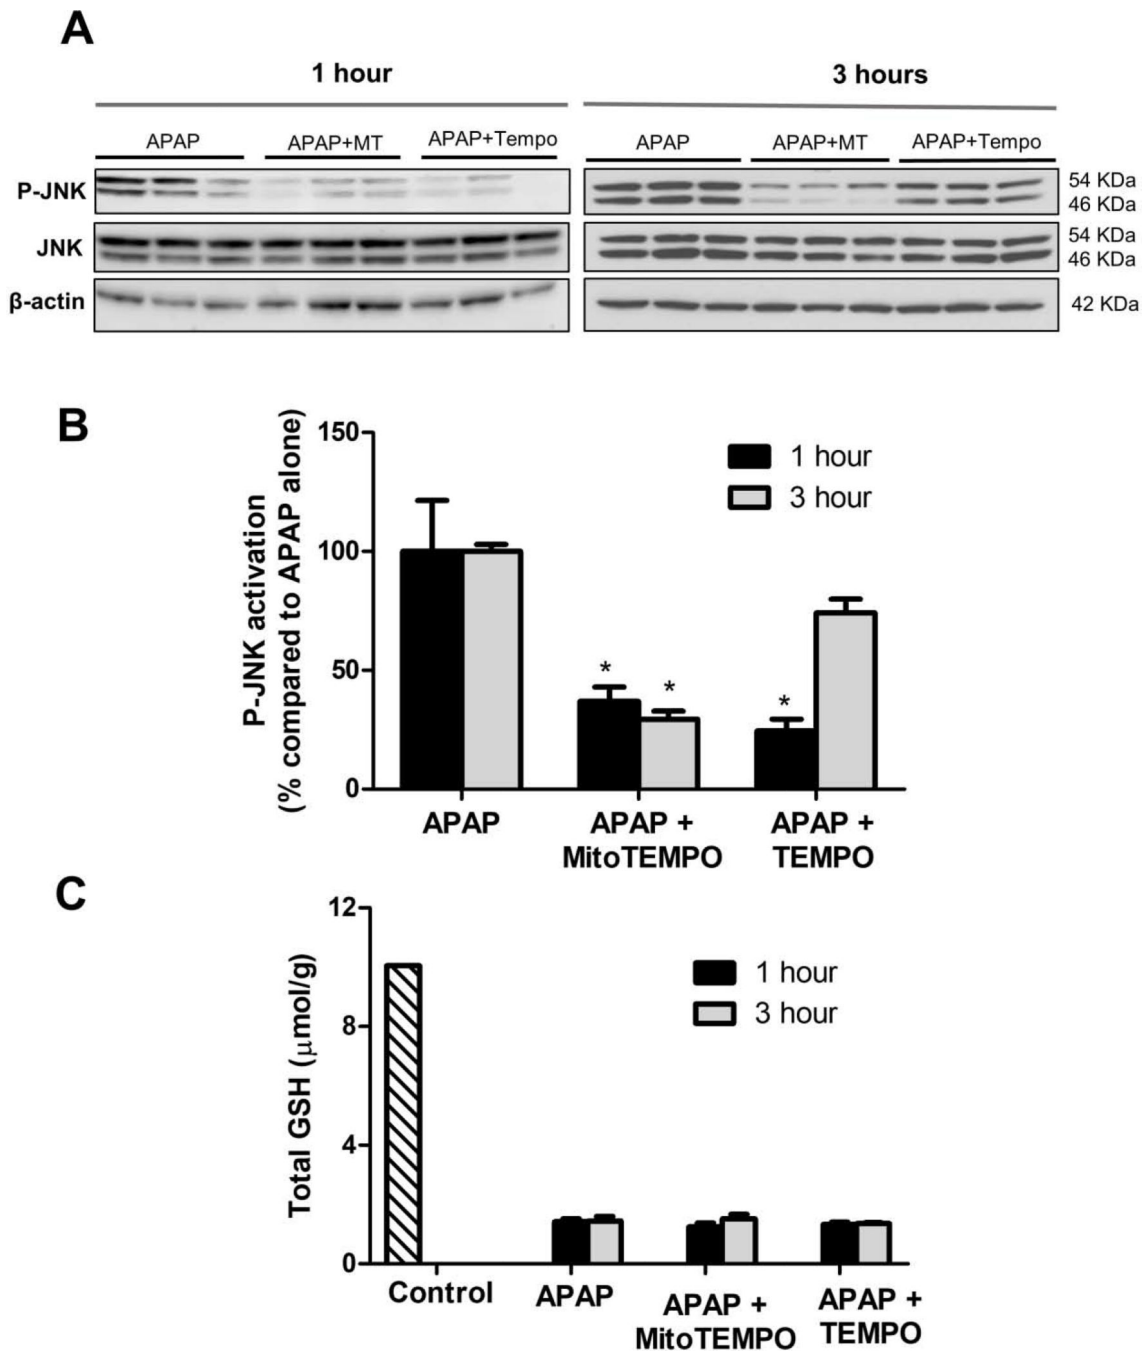 A
1 hour
3 hours
APAP
APAP+MT
APAP+Tempo
APAP
APAP+MT
APAP+Tempo
P-JNK
54 KDa
46 KDa
JNK
54 KDa
46 KDa
β-actin
42 KDa
B
P-JNK activation
(% compared to APAP alone)
150
100
50
0
1 hour
3 hour
*
*
*
APAP
APAP +
MitoTEMPO
APAP +
TEMPO
C
Total GSH (μmol/g)
12
8
4
0
1 hour
3 hour
Control
APAP
APAP +
MitoTEMPO
APAP +
TEMPO